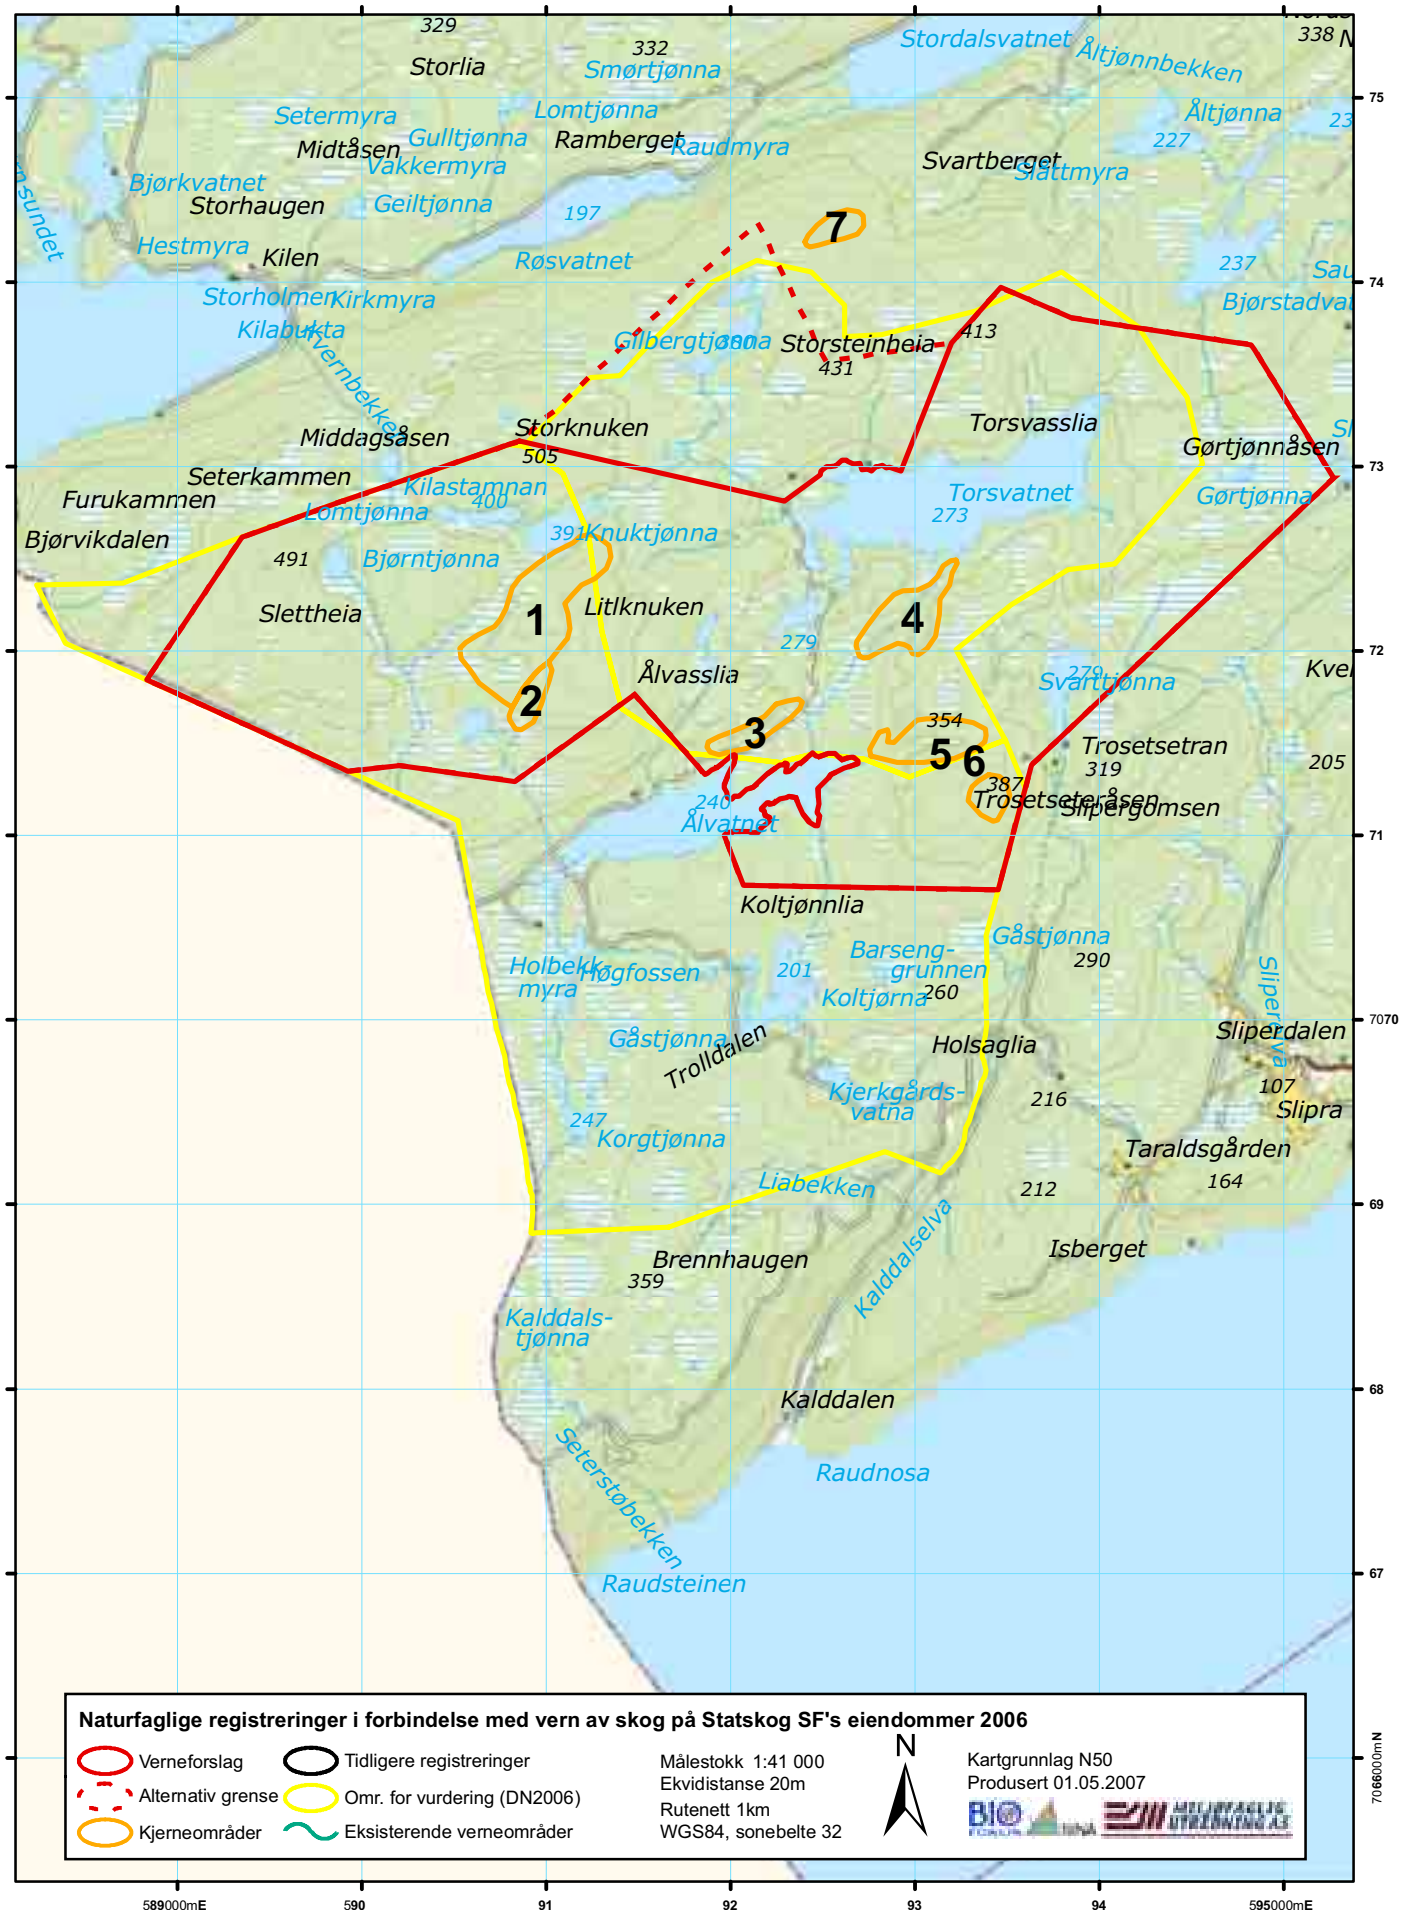 329
Storlia
332
Smørtjønna
Stordalsvatnet
Åltjønnbekken
338
75
Setermyra
Lomtjønna
Åltjønna
Midtåsen
Gulltjønna
Ramberget
Raudmyra
227
Vakkermyra
Svartberget
Slåttmyra
Bjørkvatnet
Storhaugen
Geiltjønna
197
7
Hestmyra
Kilen
Røsvatnet
237
74
Storholmen
Kirkmyra
Kilabukta
Kvernbekken
Gilbergtjønna
Storsteinheia
413
431
Storknuken
Middagsåsen
505
Torsvasslia
Gørtjønnåsen
73
Seterkammen
Furukammen
Kilastamnan
400
Lomtjønna
Torsvatnet
273
Gørtjønna
Bjørvikdalen
391
Knuktjønna
491
Bjørntjønna
Slettheia
1
Litlknuken
4
279
72
2
Ålvasslia
279
Svarttjønna
3
354
5
6
Trosetsetran
319
205
387
Trosetseteråsen
Slipergomsen
240
Ålvatnet
71
Koltjønnlia
Gåstjønna
290
Barseng-
grunnen
Holbekk-
myra
Høgfossen
201
Koltjørna
260
Sliperelva
7070
Gåstjønna
Trolldalen
Holsaglia
Sliperdalen
Kjerkgårds-
vatna
216
107
Slipra
247
Korgtjønna
Taraldsgården
164
Liabekken
212
69
Kalddalselva
Brennhaugen
359
Isberget
Kalddals-
tjønna
68
Kalddalen
Seterstøbekken
Raudnosa
Raudsteinen
67
Naturfaglige registreringer i forbindelse med vern av skog på Statskog SF's eiendommer 2006
Verneforslag
Alternativ grense
Kjerneområder
Tidligere registreringer
Omr. for vurdering (DN2006)
Eksisterende verneområder
Målestokk 1:41 000
Ekvidistanse 20m
Rutenett 1km
WGS84, sonebelte 32
N
Kartgrunnlag N50
Produsert 01.05.2007
7066000mN
589000mE
590
91
92
93
94
595000mE